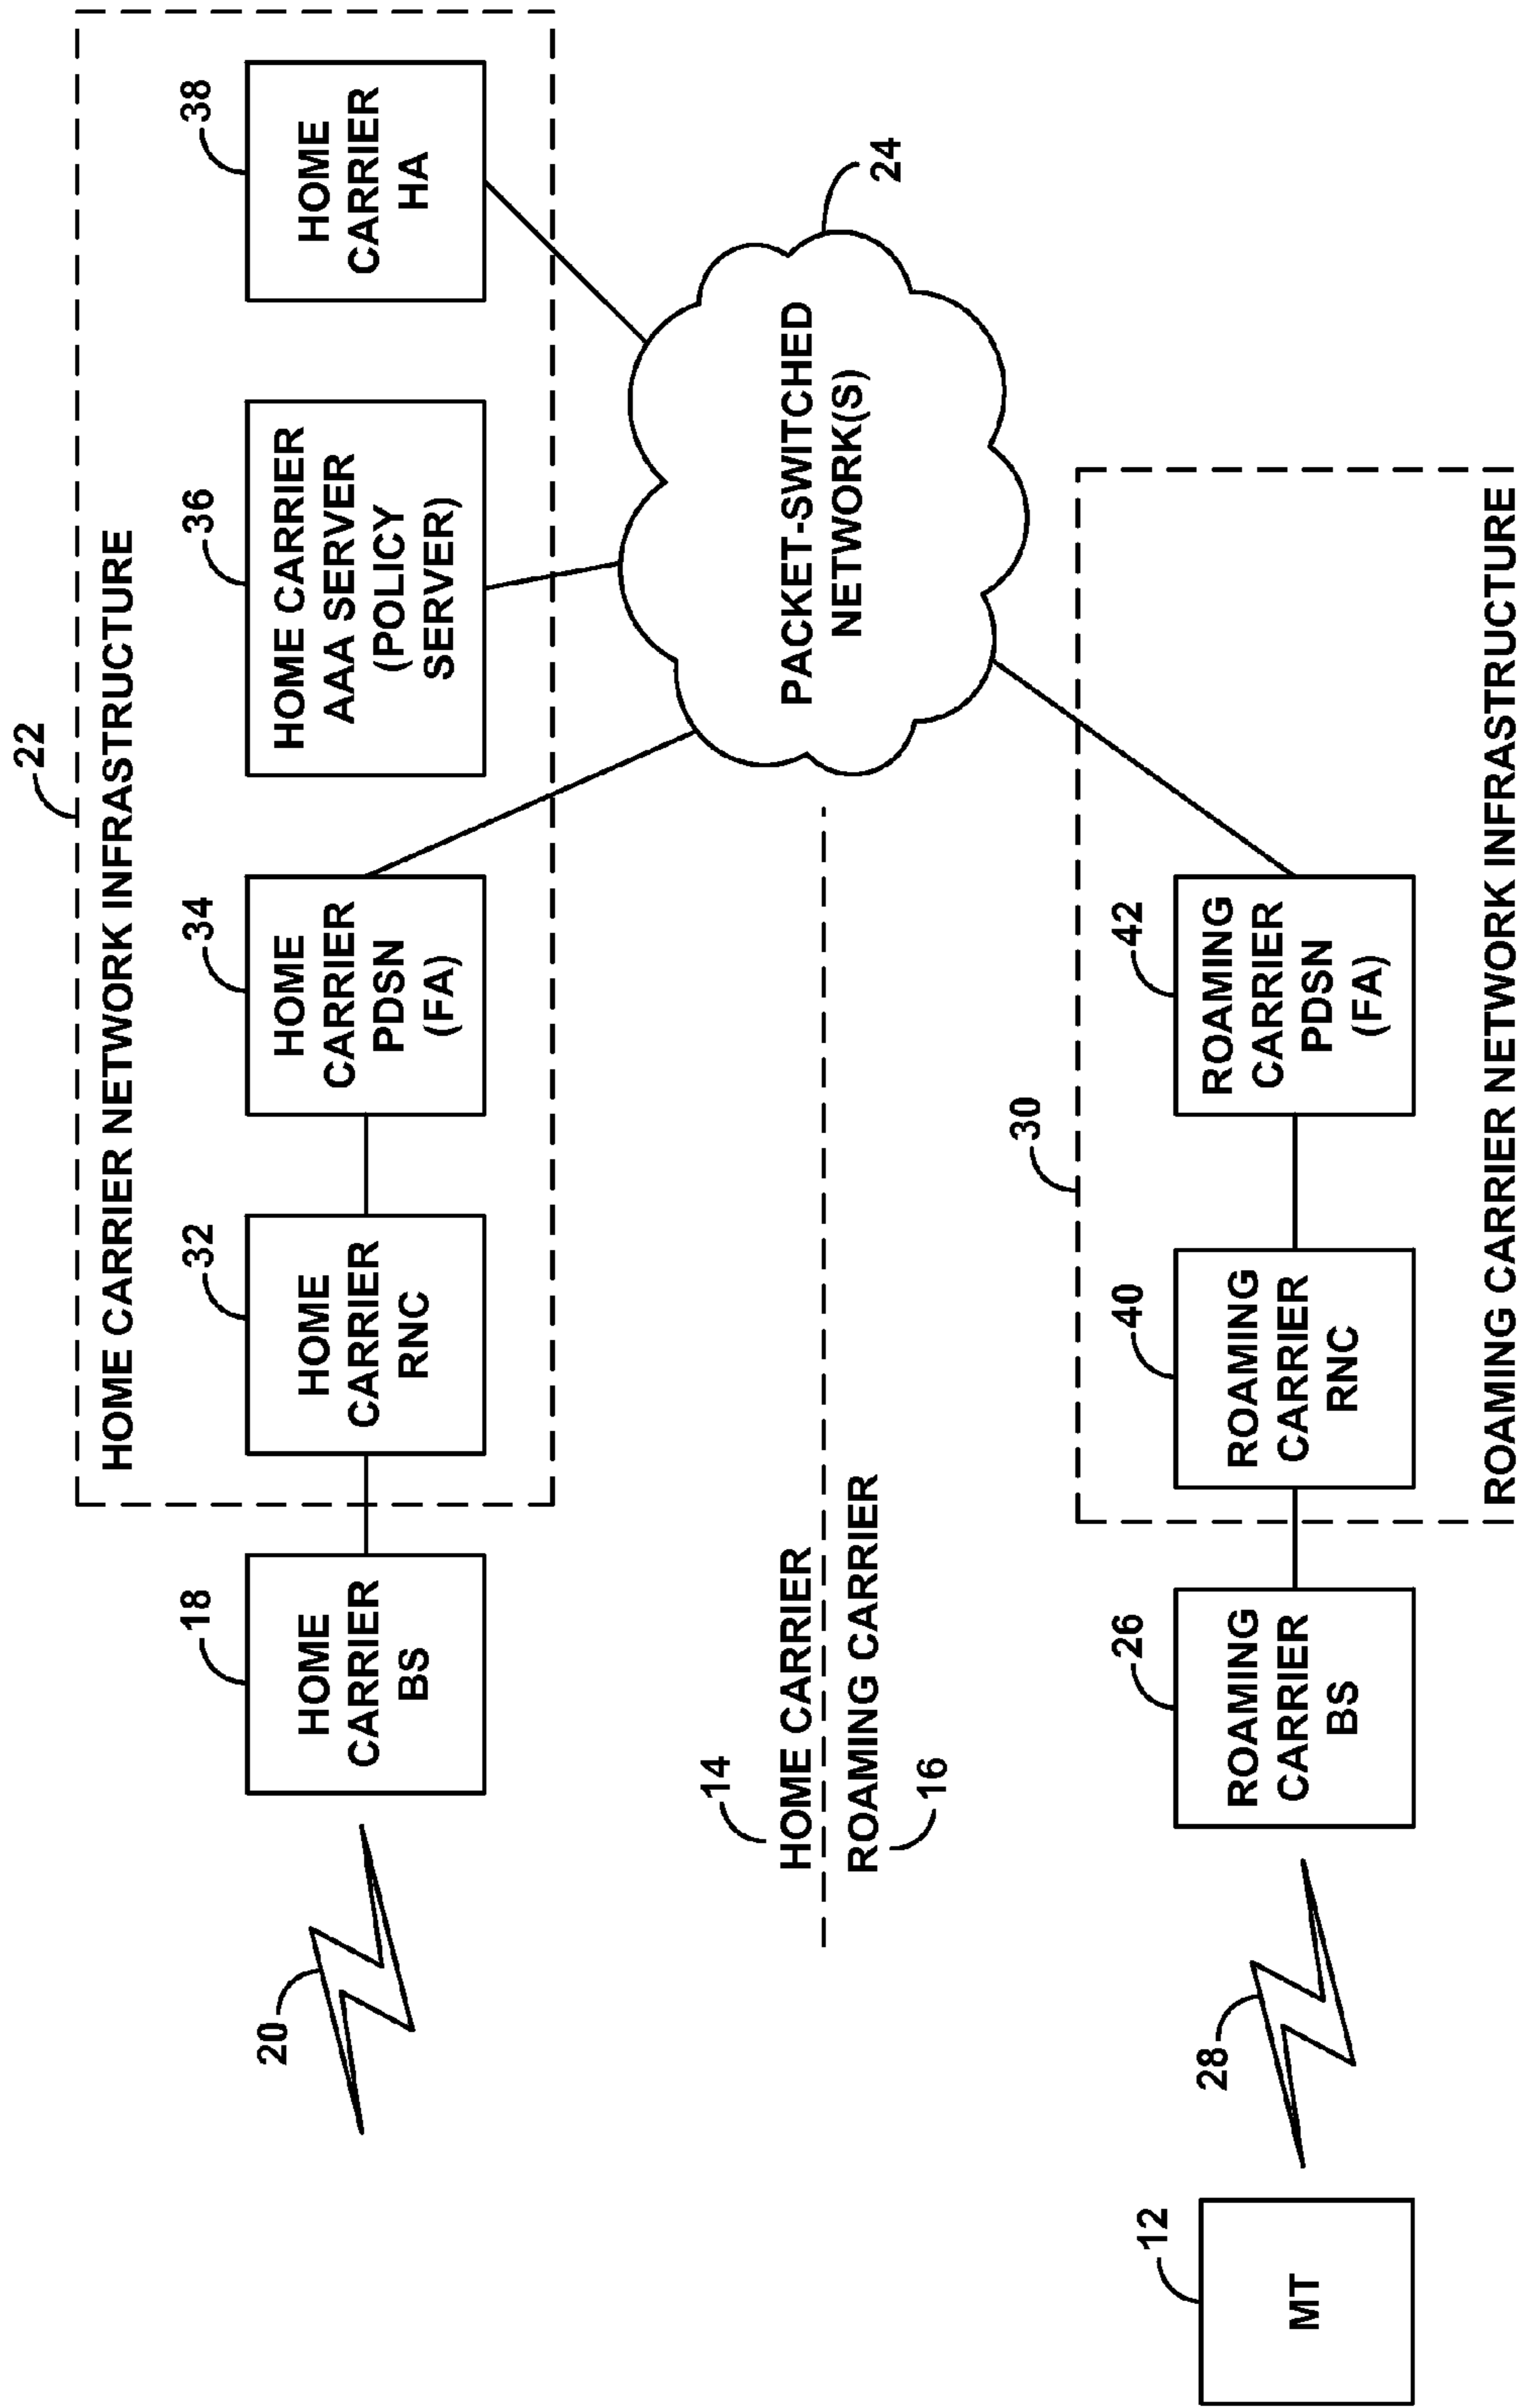 22
HOME CARRIER NETWORK INFRASTRUCTURE
18
HOME
CARRIER
BS
32
HOME
CARRIER
RNC
34
HOME
CARRIER
PDSN
(FA)
36
HOME CARRIER
AAA SERVER
(POLICY
SERVER)
38
HOME
CARRIER
HA
20
14
HOME CARRIER
ROAMING CARRIER
16
24
PACKET-SWITCHED
NETWORK(S)
30
12
MT
28
26
ROAMING
CARRIER
BS
40
ROAMING
CARRIER
RNC
42
ROAMING
CARRIER
PDSN
(FA)
ROAMING CARRIER NETWORK INFRASTRUCTURE